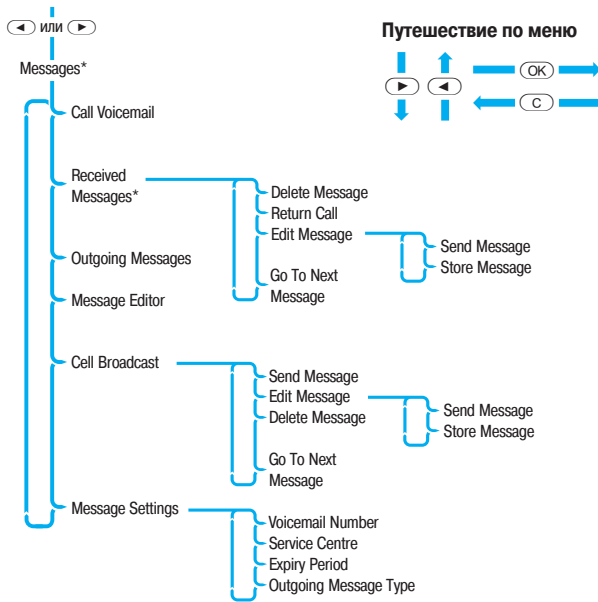 или
Путешествие по меню
OK
C
Messages*
Call Voicemail
Received
Messages*
Delete Message
Return Call
Edit Message
Send Message
Store Message
Go To Next
Message
Outgoing Messages
Message Editor
Cell Broadcast
Send Message
Edit Message
Delete Message
Send Message
Store Message
Go To Next
Message
Message Settings
Voicemail Number
Service Centre
Expiry Period
Outgoing Message Type